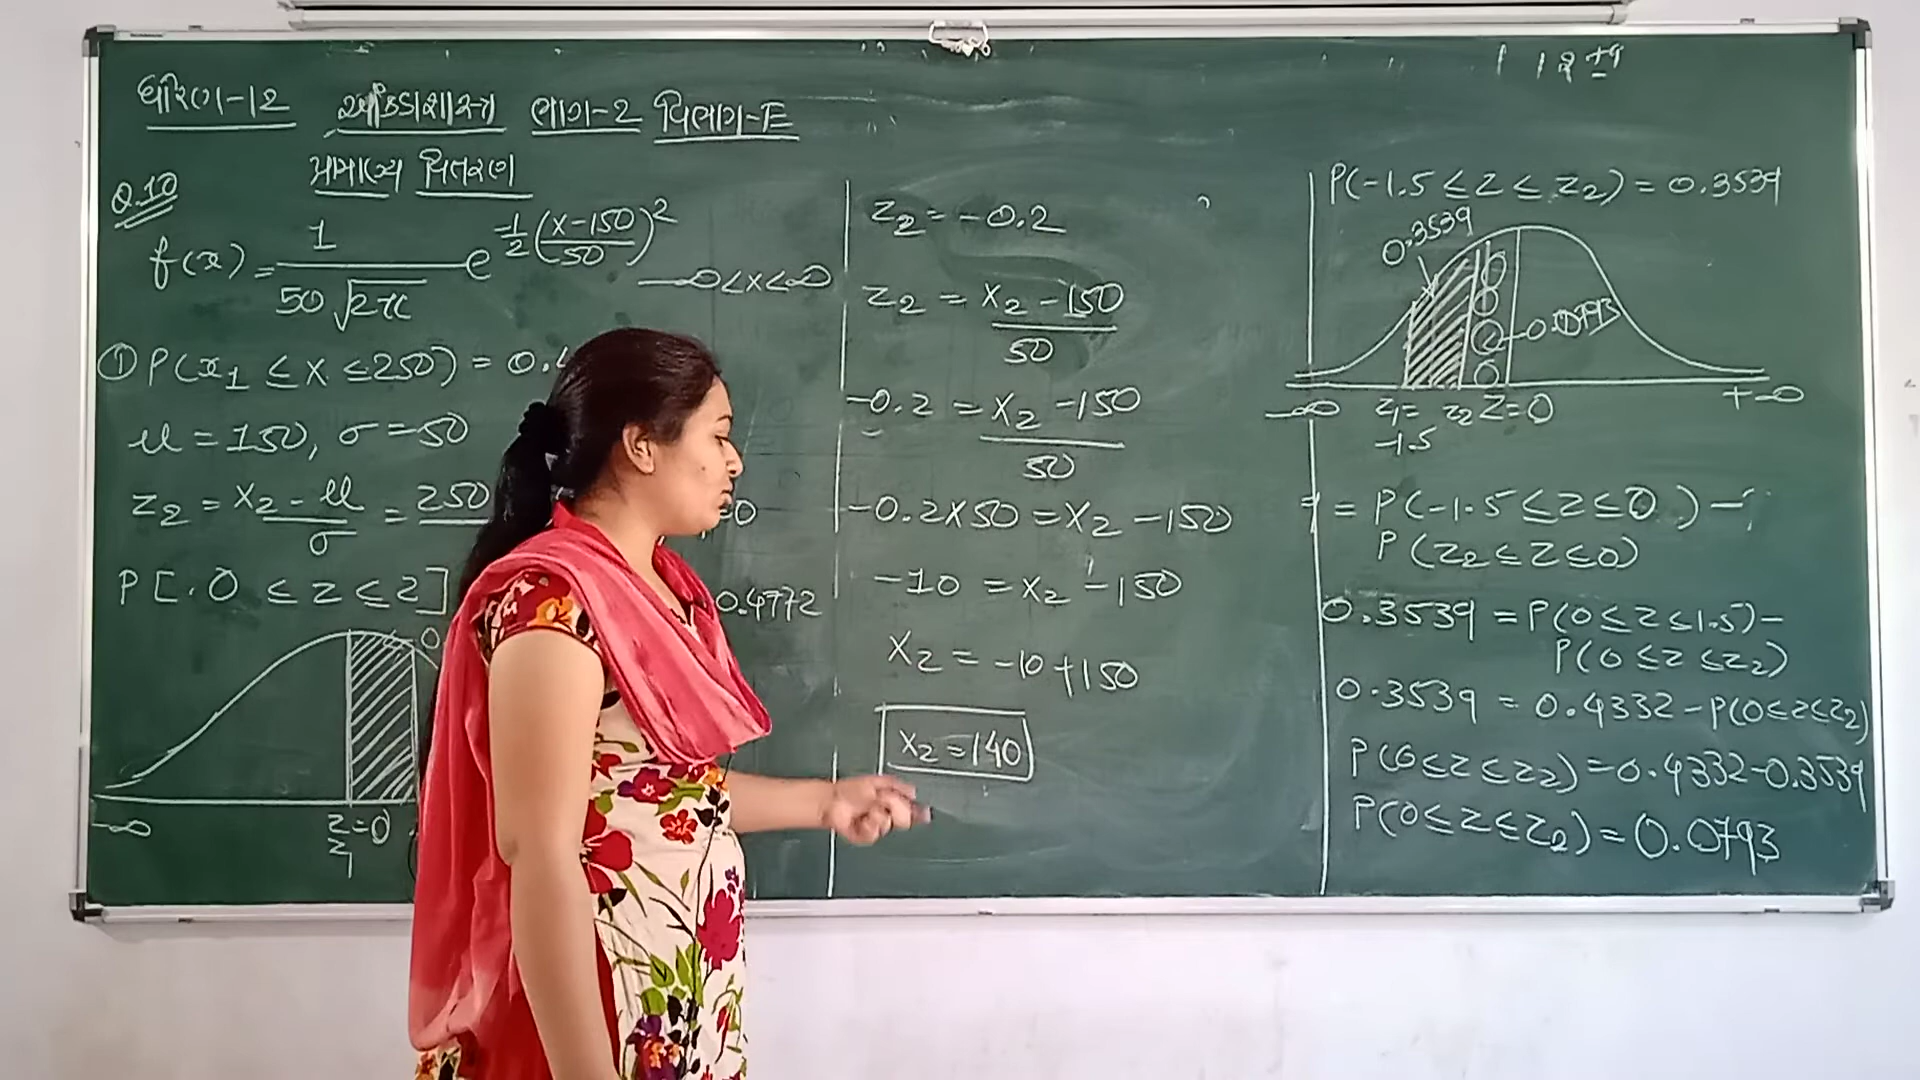 ધોરણ-12 આંકડાશાસ્ત્ર ભાગ-2 વિભાગ-E
પ્રામાણ્ય વિતરણ
Q.10
f(x) = 1/(50√2π) e^(-1/2((x-150)/50)^2) -∞<x<∞
① P(x₁ ≤ x ≤ 250) = 0.4
μ = 150, σ = 50
z₂ = (x₂ - μ)/σ = 250
P[0 ≤ z ≤ 2] 0.4772
-∞ z=0
z₁
z₂ = -0.2
z₂ = (x₂ - 150)/50
-0.2 = (x₂ - 150)/50
-0.2×50 = x₂ - 150
-10 = x₂ - 150
x₂ = -10 + 150
x₂ = 140
12th
P(-1.5 ≤ z ≤ z₂) = 0.3539
0.3539
0.0793
-∞ z₁= z₂ z=0 +∞
-1.5
= P(-1.5 ≤ z ≤ 0) -
P(z₂ ≤ z ≤ 0)
0.3539 = P(0 ≤ z ≤ 1.5) -
P(0 ≤ z ≤ z₂)
0.3539 = 0.4332 - P(0 ≤ z ≤ z₂)
P(0 ≤ z ≤ z₂) = 0.4332 - 0.3539
P(0 ≤ z ≤ z₂) = 0.0793